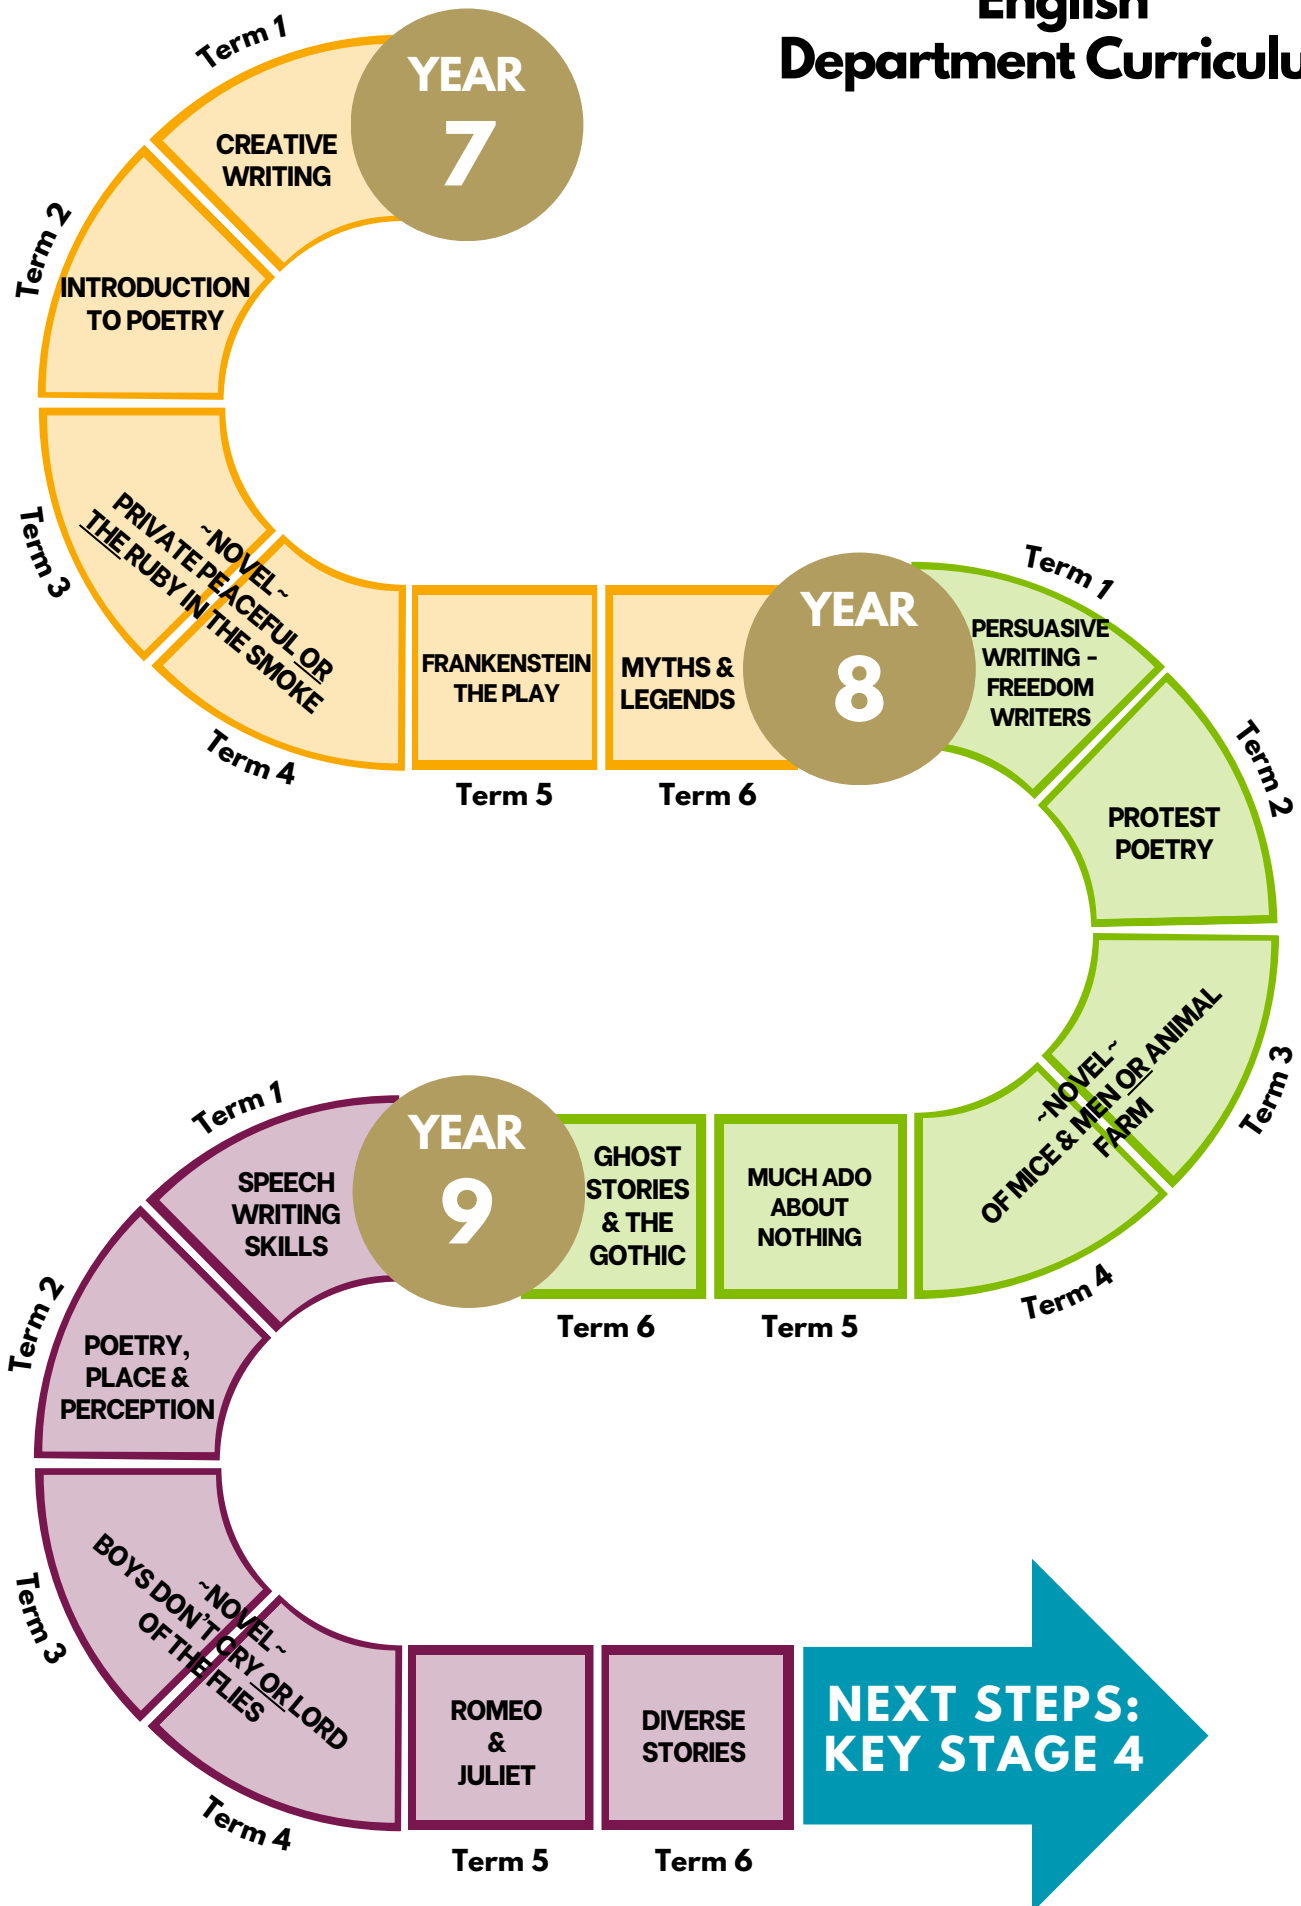 English
Department Curriculu
Term 1
YEAR
7
CREATIVE
WRITING
Term 2
INTRODUCTION
TO POETRY
Term 3
~NOVEL~
PRIVATE PEACEFUL OR
THE RUBY IN THE SMOKE
Term 4
FRANKENSTEIN
THE PLAY
Term 5
MYTHS &
LEGENDS
Term 6
YEAR
8
Term 1
PERSUASIVE
WRITING -
FREEDOM
WRITERS
Term 2
PROTEST
POETRY
Term 3
~NOVEL~
OF MICE & MEN OR ANIMAL
FARM
Term 4
MUCH ADO
ABOUT
NOTHING
Term 5
GHOST
STORIES
& THE
GOTHIC
Term 6
YEAR
9
Term 1
SPEECH
WRITING
SKILLS
Term 2
POETRY,
PLACE &
PERCEPTION
Term 3
~NOVEL~
BOYS DON'T CRY OR LORD
OF THE FLIES
Term 4
ROMEO
&
JULIET
Term 5
DIVERSE
STORIES
Term 6
NEXT STEPS:
KEY STAGE 4